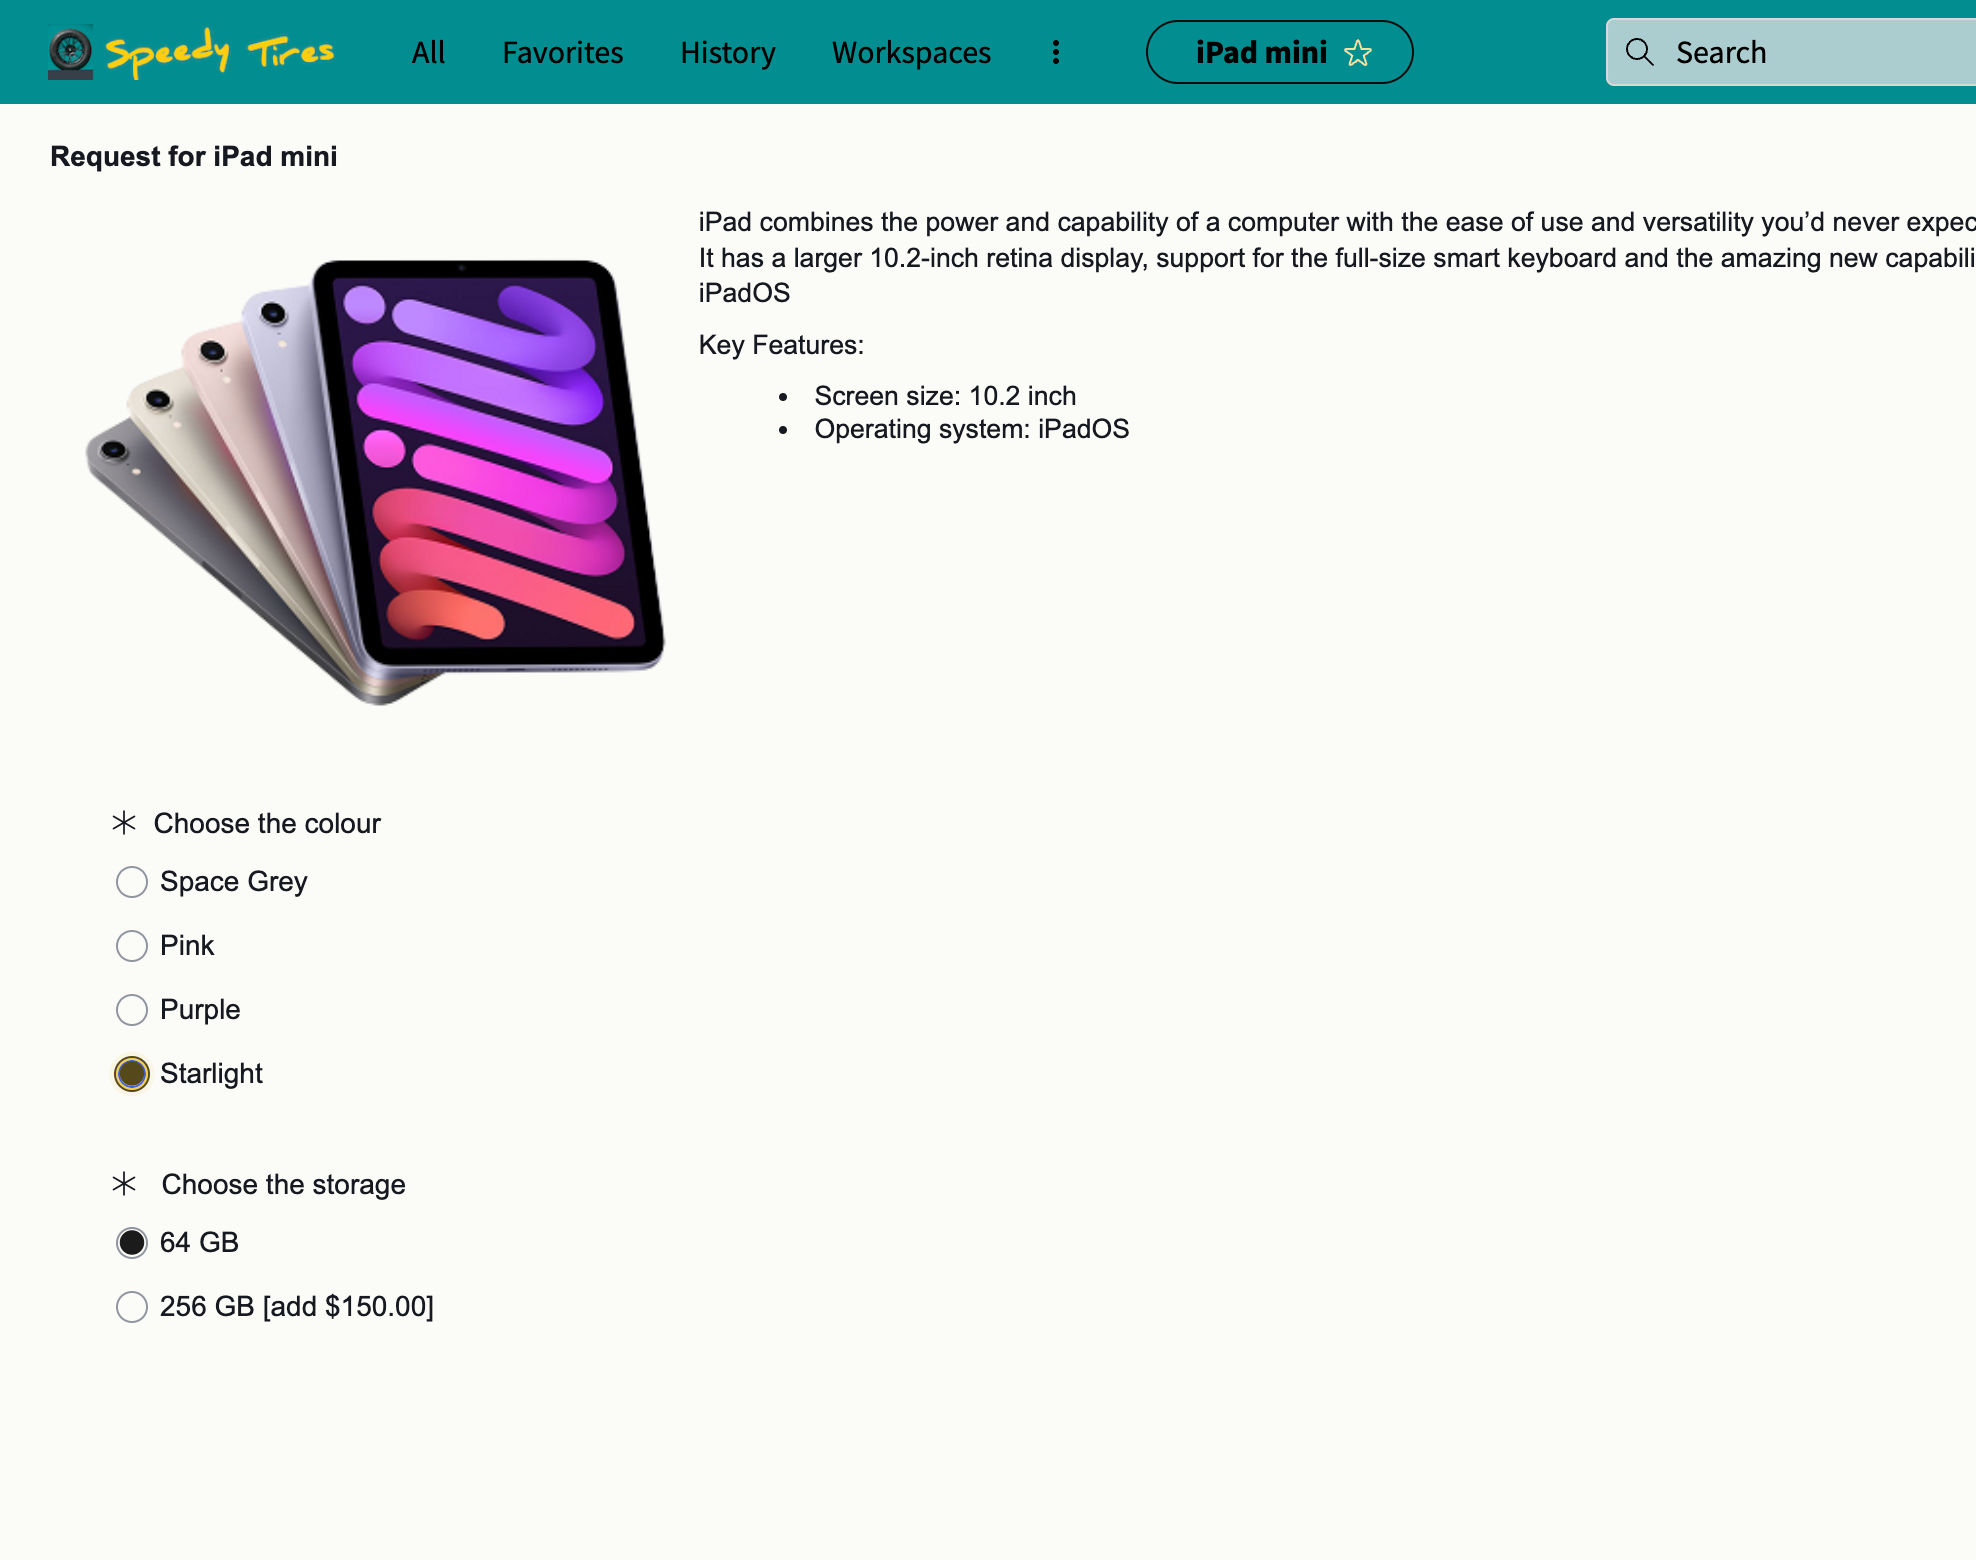 Speedy Tires
All
Favorites
History
Workspaces
iPad mini
Search
Request for iPad mini
iPad combines the power and capability of a computer with the ease of use and versatility you’d never expec
It has a larger 10.2-inch retina display, support for the full-size smart keyboard and the amazing new capabili
iPadOS
Key Features:
• Screen size: 10.2 inch
• Operating system: iPadOS
* Choose the colour
Space Grey
Pink
Purple
Starlight
* Choose the storage
64 GB
256 GB [add $150.00]